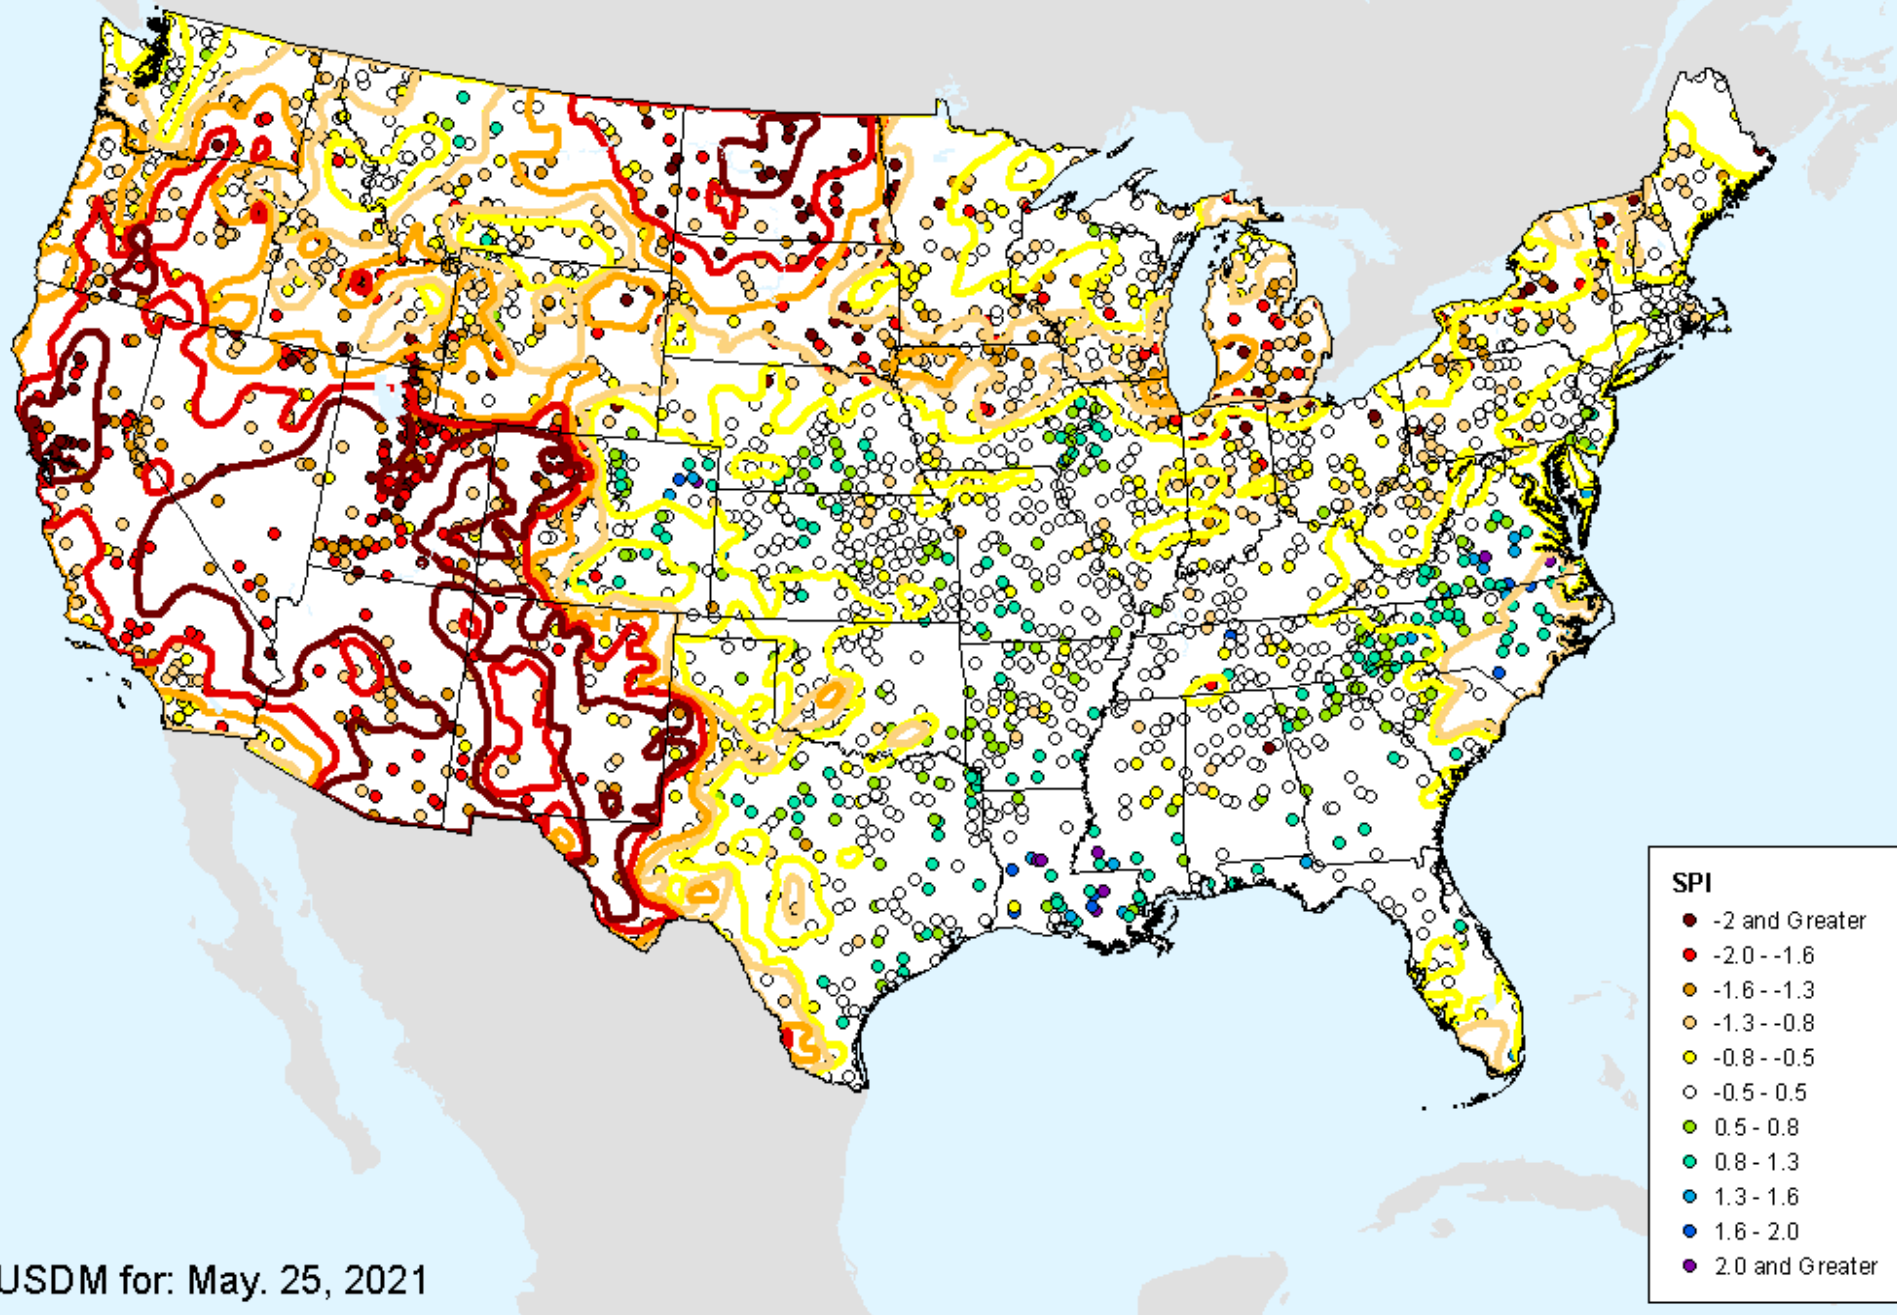 SPI
-2 and Greater
-2.0 - -1.6
-1.6 - -1.3
-1.3 - -0.8
-0.8 - -0.5
-0.5 - 0.5
0.5 - 0.8
0.8 - 1.3
1.3 - 1.6
1.6 - 2.0
2.0 and Greater
USDM for: May. 25, 2021